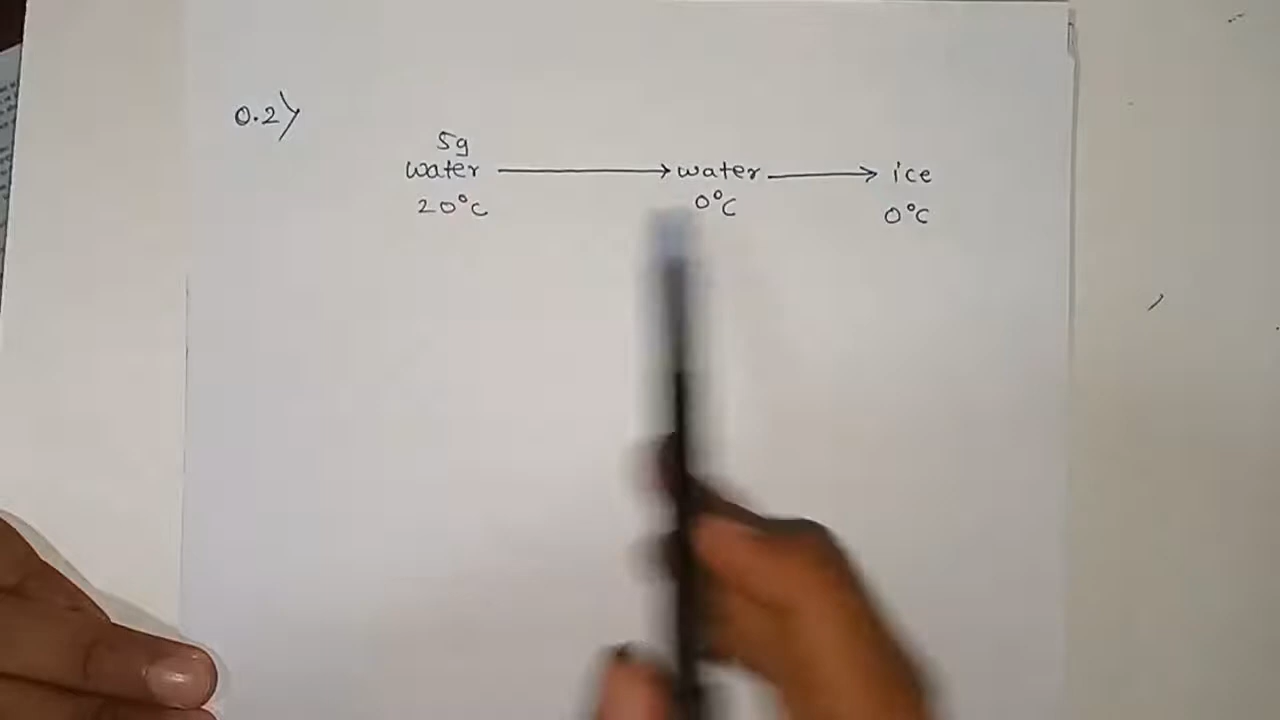 0.2)
5g
water → water → ice
20°C 0°C 0°C